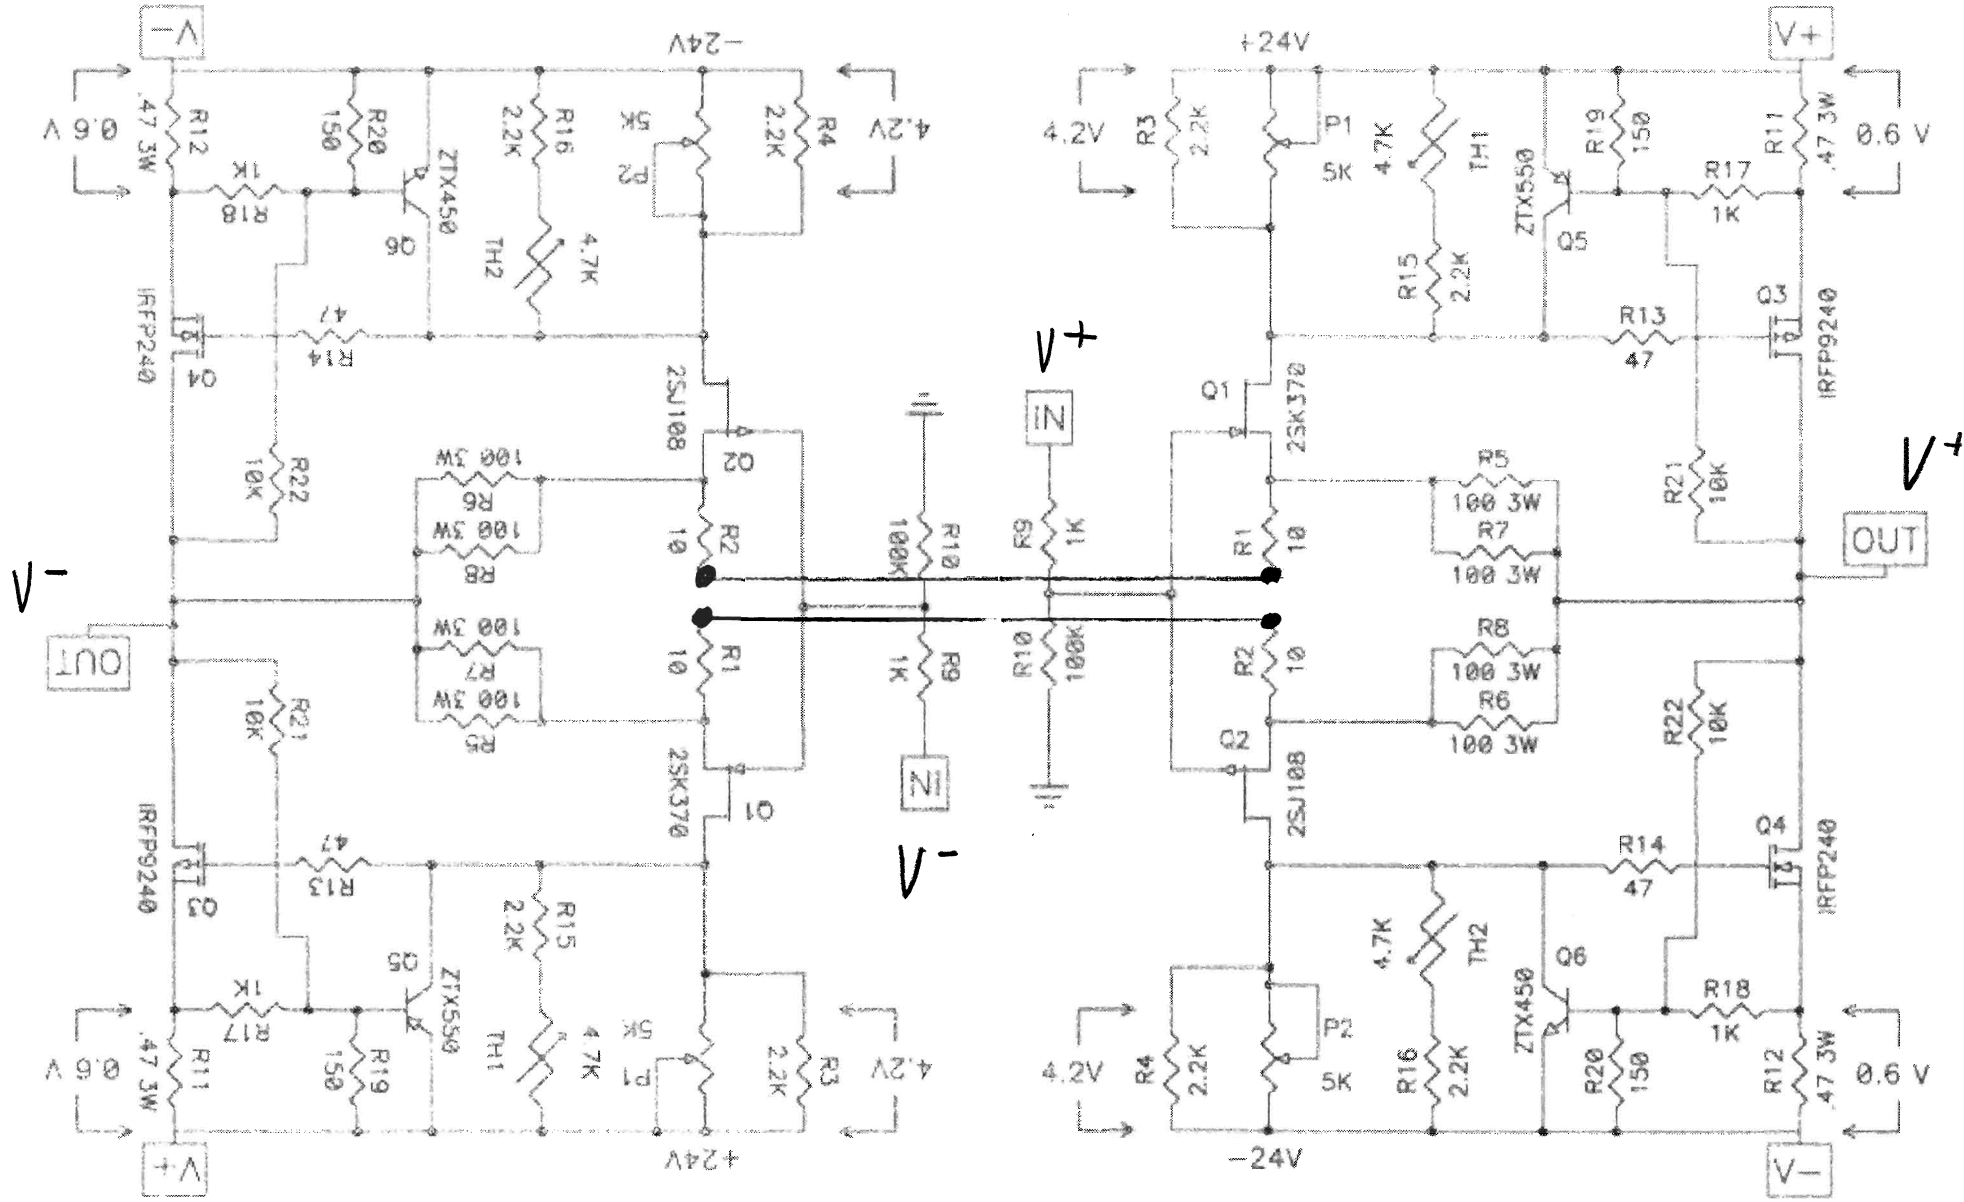 V-
-24V
+24V
V+
0.6 V
.47 3W
R12
150
R20
2.2K
R16
5K
P2
2.2K
R4
4.2V
4.2V
R3
2.2K
P1
5K
4.7K
TH1
ZTX550
R19
150
R11
.47 3W
0.6 V
1K
R18
ZTX450
Q6
TH2
4.7K
R15
2.2K
Q5
R17
1K
IRFP240
Q4
47
R14
2SJ108
Q2
V+
IN
Q1
2SK370
R13
47
Q3
IRFP9240
10K
R22
100 3W
R6
100 3W
R8
10
R2
100K
R10
R9
1K
R1
10
R5
100 3W
R7
100 3W
R21
10K
V+
OUT
V-
OUT
10K
R21
100 3W
R7
100 3W
R5
10
R1
1K
R9
R10
100K
R2
10
R8
100 3W
R6
100 3W
R22
10K
IN
V-
IRFP9240
Q3
47
R13
2SK370
Q1
Q2
2SJ108
R14
47
Q4
IRFP240
1K
R17
Q5
ZTX550
2.2K
R15
TH1
4.7K
4.7K
TH2
ZTX450
Q6
R18
1K
0.6 V
.47 3W
R11
150
R19
5K
P1
2.2K
R3
4.2V
4.2V
R4
2.2K
P2
5K
R16
2.2K
R20
150
R12
.47 3W
0.6 V
V+
+24V
-24V
V-